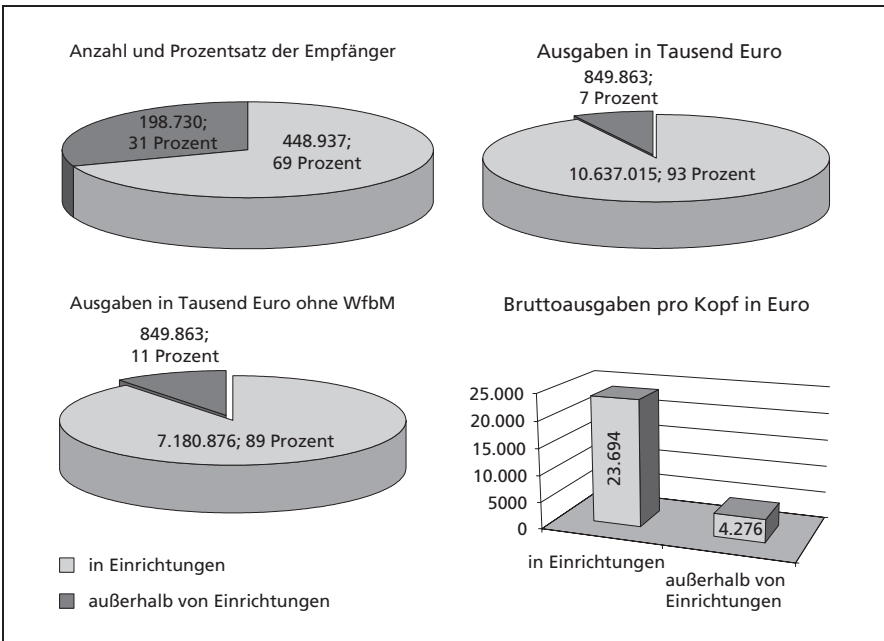 Anzahl und Prozentsatz der Empfänger
198.730;
31 Prozent
448.937;
69 Prozent
Ausgaben in Tausend Euro
849.863;
7 Prozent
10.637.015; 93 Prozent
Ausgaben in Tausend Euro ohne WfbM
849.863;
11 Prozent
7.180.876; 89 Prozent
in Einrichtungen
außerhalb von Einrichtungen
Bruttoausgaben pro Kopf in Euro
25.000
20.000
15.000
10.000
5000
0
23.694
4.276
in Einrichtungen
außerhalb von
Einrichtungen